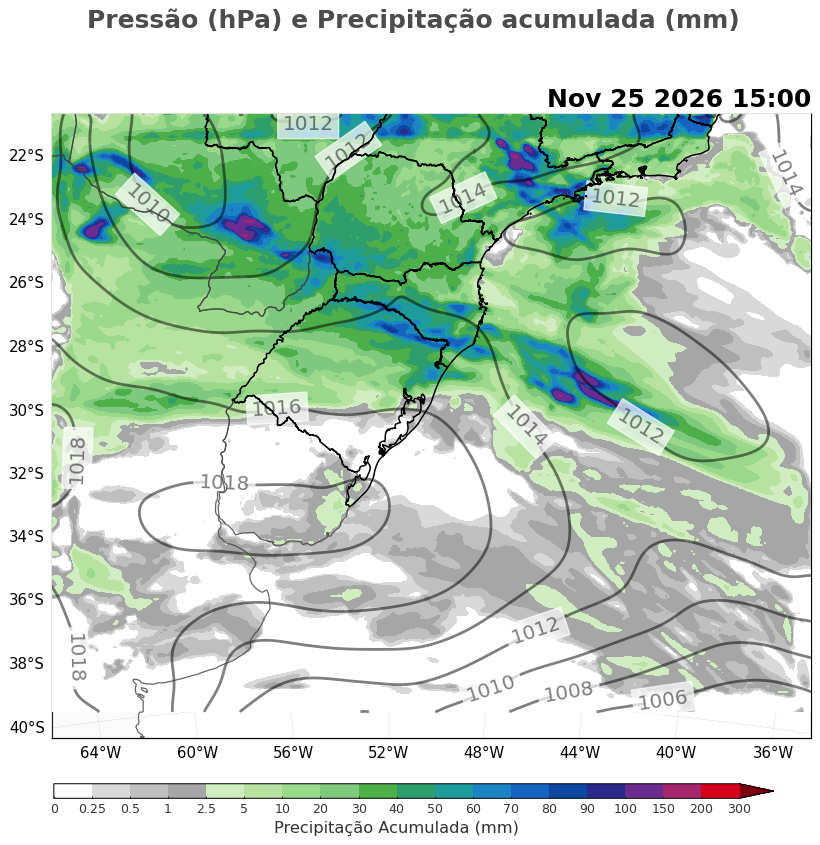 Pressão (hPa) e Precipitação acumulada (mm)
Nov 25 2026 15:00
1012
1012
1014
1014
1012
1010
22°S
24°S
26°S
28°S
30°S
32°S
34°S
36°S
38°S
40°S
1016
1014
1012
1018
1018
1018
1012
1010
1008
1006
64°W 60°W 56°W 52°W 48°W 44°W 40°W 36°W
0 0.25 0.5 1 2.5 5 10 20 30 40 50 60 70 80 90 100 150 200 300
Precipitação Acumulada (mm)